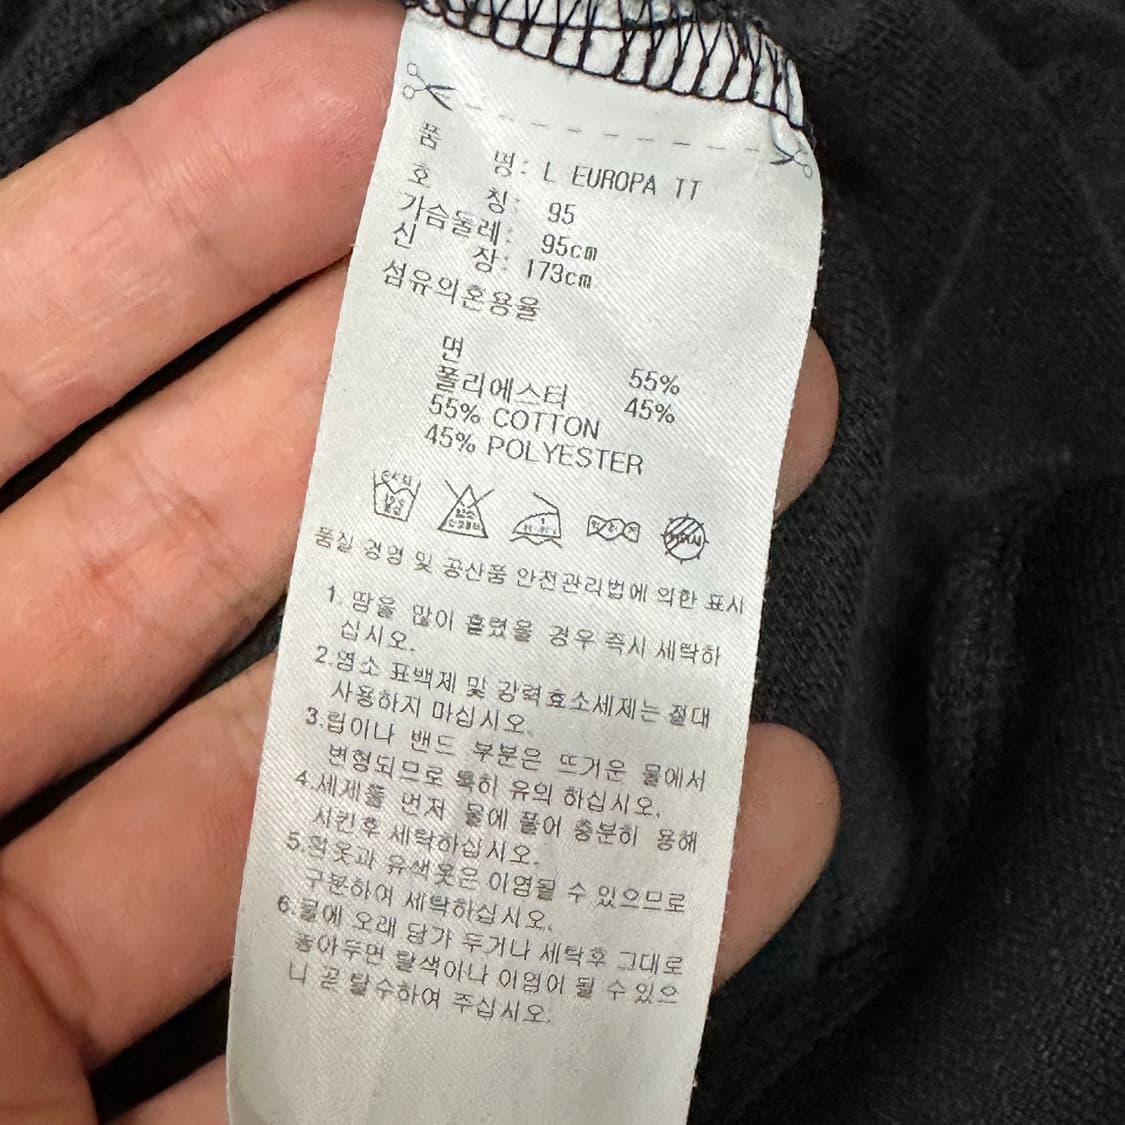 품 명: L EUROPA TT
호 칭: 95
가슴둘레: 95cm
신 장: 173cm
섬유의혼용율
면 55%
폴리에스터 45%
55% COTTON
45% POLYESTER
품질 경영 및 공산품 안전관리법에 의한 표시
1. 땀을 많이 흘렸을 경우 즉시 세탁하
십시오.
2.염소 표백제 및 강력효소세제는 절대
사용하지 마십시오.
3.립이나 밴드 부분은 뜨거운 물에서
변형되므로 특히 유의 하십시오.
4.세제를 먼저 물에 풀어 충분히 용해
시킨후 세탁하십시오.
5.흰옷과 유색옷은 이염될 수 있으므로
구분하여 세탁하십시오.
6.물에 오래 담가 두거나 세탁후 그대로
놓아두면 탈색이나 이염이 될 수 있으
니 곧 탈수하여 주십시오.